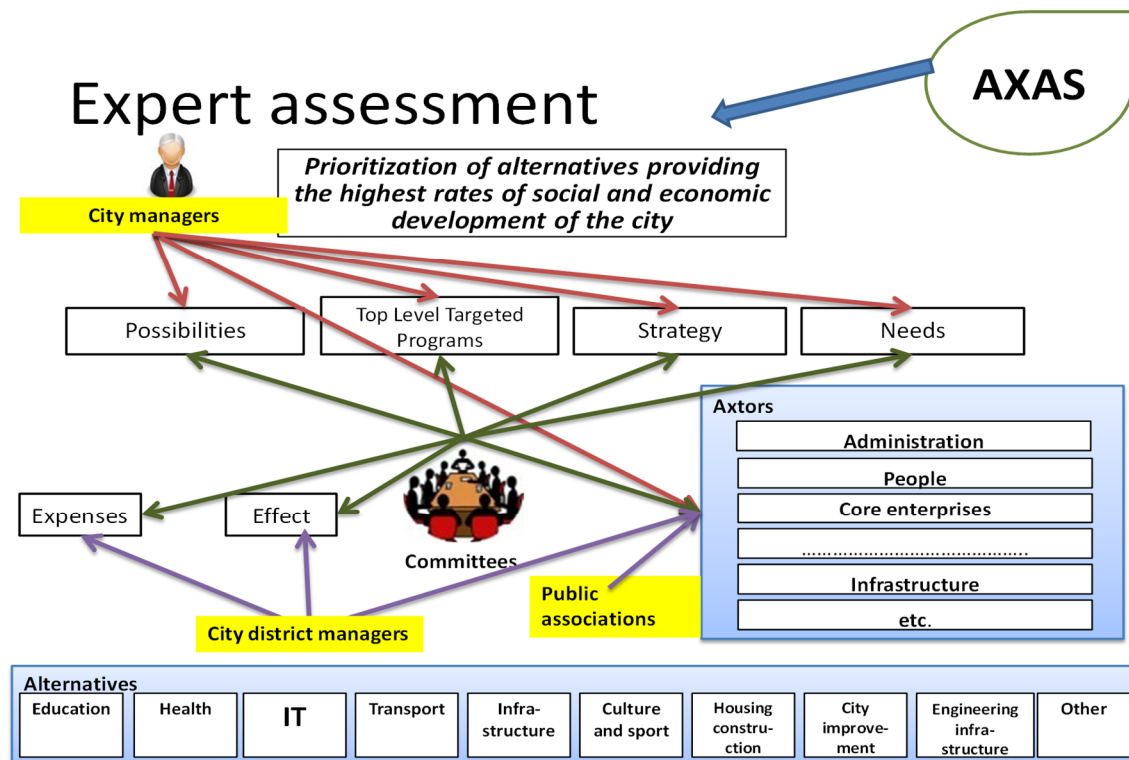 AXAS
Expert assessment
Prioritization of alternatives providing
the highest rates of social and economic
development of the city
City managers
Possibilities
Top Level Targeted
Programs
Strategy
Needs
Axtors
Administration
People
Core enterprises
…………………………………..
Infrastructure
etc.
Expenses
Effect
Committees
Public
associations
City district managers
Alternatives
Education
Health
IT
Transport
Infra-
structure
Culture
and sport
Housing
constru-
ction
City
improve-
ment
Engineering
infra-
structure
Other